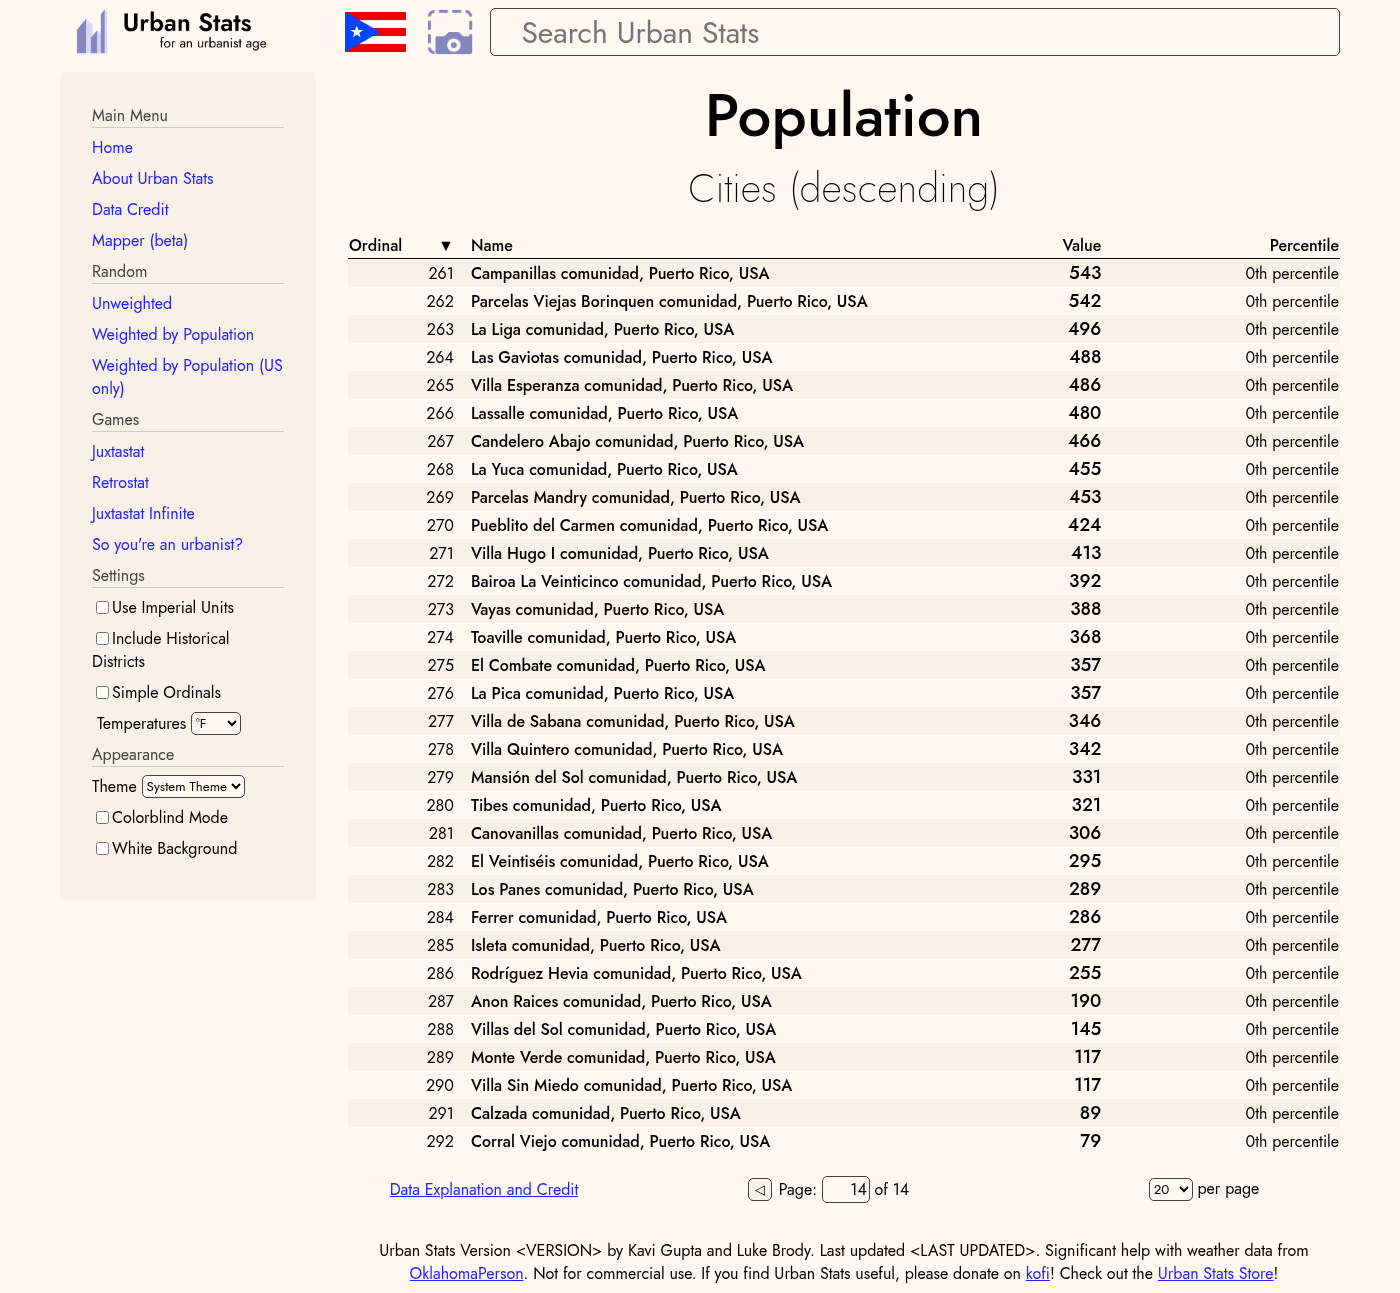 Urban Stats
for an urbanist age
Search Urban Stats
Main Menu
Home
About Urban Stats
Data Credit
Mapper (beta)
Random
Unweighted
Weighted by Population
Weighted by Population (US
only)
Games
Juxtastat
Retrostat
Juxtastat Infinite
So you're an urbanist?
Settings
Use Imperial Units
Include Historical
Districts
Simple Ordinals
Temperatures °F
Appearance
Theme System Theme
Colorblind Mode
White Background
Population
Cities (descending)
Ordinal ▼ Name Value Percentile
261 Campanillas comunidad, Puerto Rico, USA 543 0th percentile
262 Parcelas Viejas Borinquen comunidad, Puerto Rico, USA 542 0th percentile
263 La Liga comunidad, Puerto Rico, USA 496 0th percentile
264 Las Gaviotas comunidad, Puerto Rico, USA 488 0th percentile
265 Villa Esperanza comunidad, Puerto Rico, USA 486 0th percentile
266 Lassalle comunidad, Puerto Rico, USA 480 0th percentile
267 Candelero Abajo comunidad, Puerto Rico, USA 466 0th percentile
268 La Yuca comunidad, Puerto Rico, USA 455 0th percentile
269 Parcelas Mandry comunidad, Puerto Rico, USA 453 0th percentile
270 Pueblito del Carmen comunidad, Puerto Rico, USA 424 0th percentile
271 Villa Hugo I comunidad, Puerto Rico, USA 413 0th percentile
272 Bairoa La Veinticinco comunidad, Puerto Rico, USA 392 0th percentile
273 Vayas comunidad, Puerto Rico, USA 388 0th percentile
274 Toaville comunidad, Puerto Rico, USA 368 0th percentile
275 El Combate comunidad, Puerto Rico, USA 357 0th percentile
276 La Pica comunidad, Puerto Rico, USA 357 0th percentile
277 Villa de Sabana comunidad, Puerto Rico, USA 346 0th percentile
278 Villa Quintero comunidad, Puerto Rico, USA 342 0th percentile
279 Mansión del Sol comunidad, Puerto Rico, USA 331 0th percentile
280 Tibes comunidad, Puerto Rico, USA 321 0th percentile
281 Canovanillas comunidad, Puerto Rico, USA 306 0th percentile
282 El Veintiséis comunidad, Puerto Rico, USA 295 0th percentile
283 Los Panes comunidad, Puerto Rico, USA 289 0th percentile
284 Ferrer comunidad, Puerto Rico, USA 286 0th percentile
285 Isleta comunidad, Puerto Rico, USA 277 0th percentile
286 Rodríguez Hevia comunidad, Puerto Rico, USA 255 0th percentile
287 Anon Raices comunidad, Puerto Rico, USA 190 0th percentile
288 Villas del Sol comunidad, Puerto Rico, USA 145 0th percentile
289 Monte Verde comunidad, Puerto Rico, USA 117 0th percentile
290 Villa Sin Miedo comunidad, Puerto Rico, USA 117 0th percentile
291 Calzada comunidad, Puerto Rico, USA 89 0th percentile
292 Corral Viejo comunidad, Puerto Rico, USA 79 0th percentile
Data Explanation and Credit ◁ Page: 14 of 14 20 per page
Urban Stats Version <VERSION> by Kavi Gupta and Luke Brody. Last updated <LAST UPDATED>. Significant help with weather data from
OklahomaPerson. Not for commercial use. If you find Urban Stats useful, please donate on kofi! Check out the Urban Stats Store!